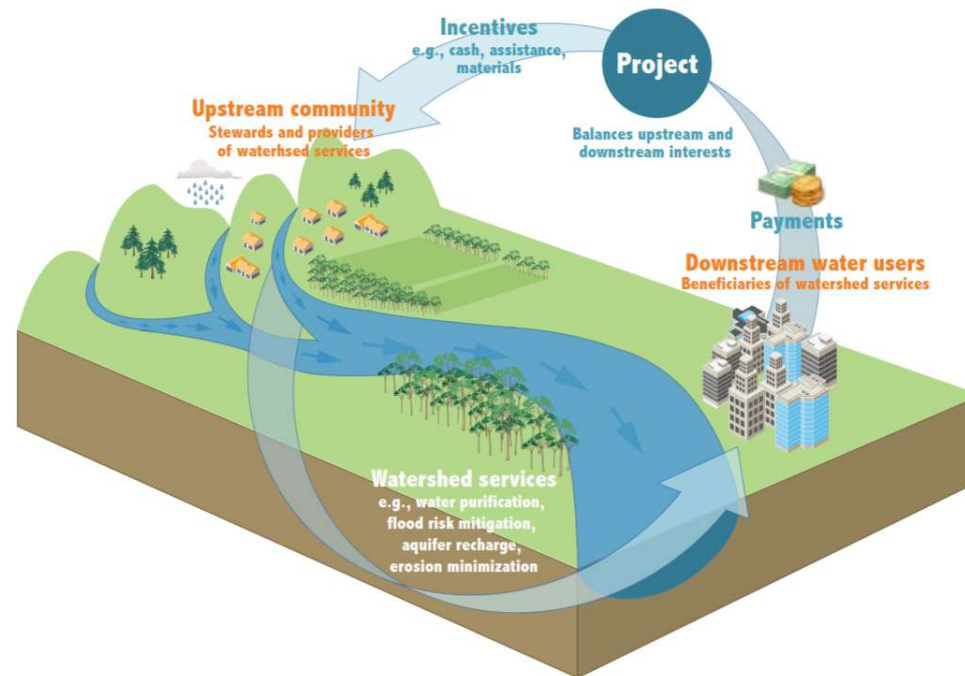 Incentives
e.g., cash, assistance,
materials
Project
Upstream community
Stewards and providers
of waterhsed services
Balances upstream and
downstream interests
Payments
Downstream water users
Beneficiaries of watershed services
Watershed services
e.g., water purification,
flood risk mitigation,
aquifer recharge,
erosion minimization